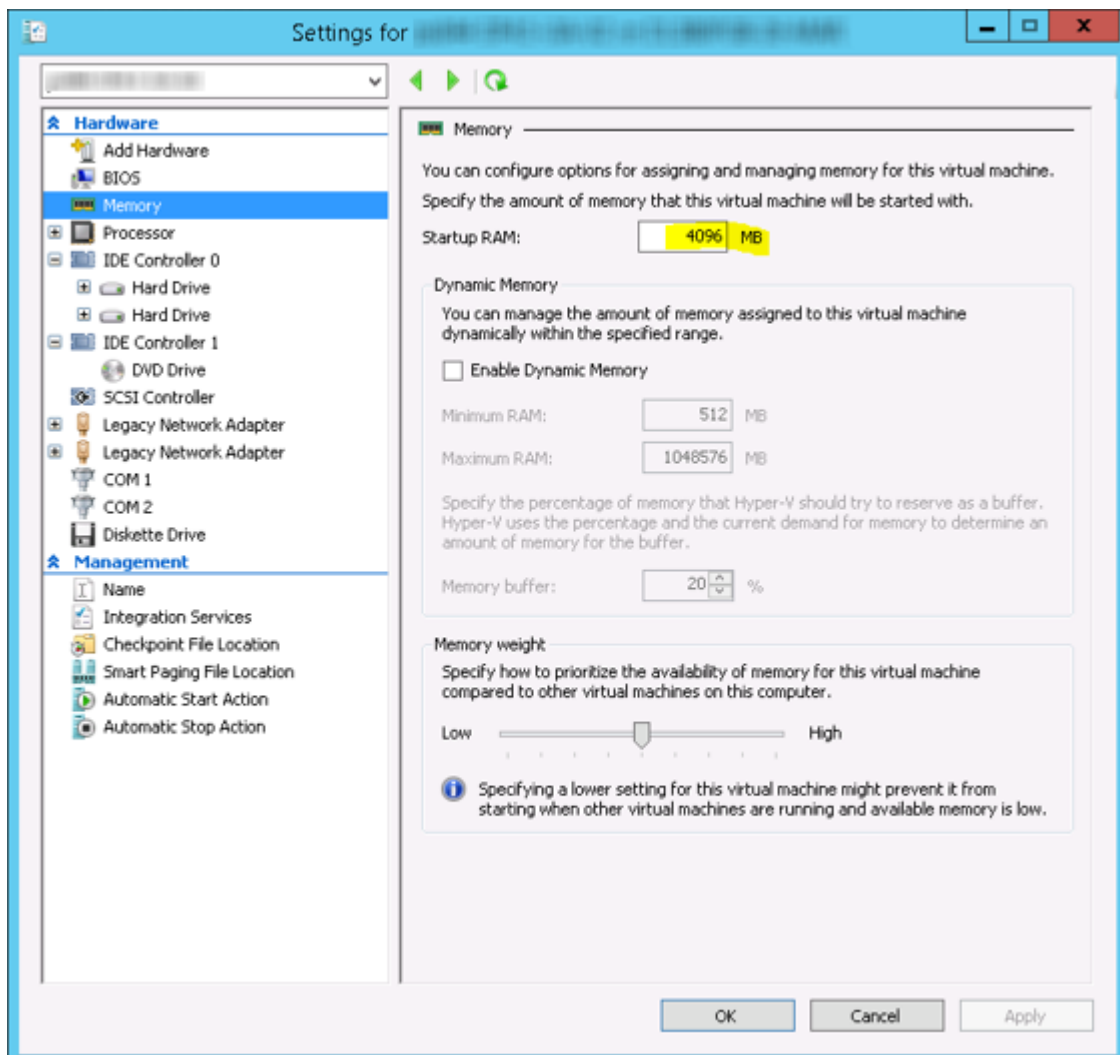 Settings for
Hardware
Add Hardware
BIOS
Memory
Processor
IDE Controller 0
Hard Drive
Hard Drive
IDE Controller 1
DVD Drive
SCSI Controller
Legacy Network Adapter
Legacy Network Adapter
COM 1
COM 2
Diskette Drive
Management
Name
Integration Services
Checkpoint File Location
Smart Paging File Location
Automatic Start Action
Automatic Stop Action
Memory
You can configure options for assigning and managing memory for this virtual machine.
Specify the amount of memory that this virtual machine will be started with.
Startup RAM: 4096 MB
Dynamic Memory
You can manage the amount of memory assigned to this virtual machine
dynamically within the specified range.
Enable Dynamic Memory
Minimum RAM: 512 MB
Maximum RAM: 1048576 MB
Specify the percentage of memory that Hyper-V should try to reserve as a buffer.
Hyper-V uses the percentage and the current demand for memory to determine an
amount of memory for the buffer.
Memory buffer: 20 %
Memory weight
Specify how to prioritize the availability of memory for this virtual machine
compared to other virtual machines on this computer.
Low High
Specifying a lower setting for this virtual machine might prevent it from
starting when other virtual machines are running and available memory is low.
OK Cancel Apply